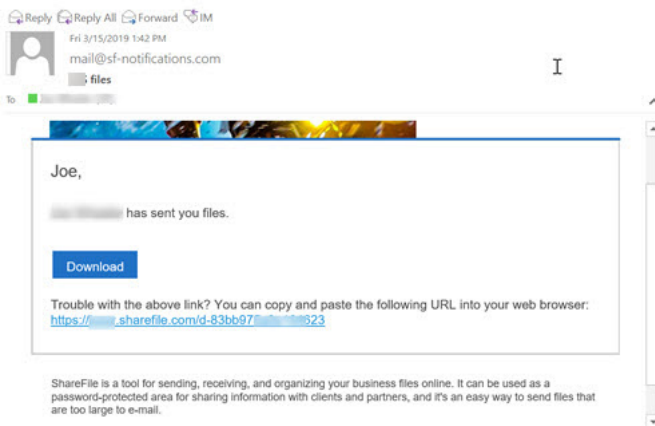 Reply Reply All Forward IM
Fri 3/15/2019 1:42 PM
mail@sf-notifications.com
files
To
Joe,
has sent you files.
Download
Trouble with the above link? You can copy and paste the following URL into your web browser:
https:// .sharefile.com/d-83bb97 623
ShareFile is a tool for sending, receiving, and organizing your business files online. It can be used as a
password-protected area for sharing information with clients and partners, and it's an easy way to send files that
are too large to e-mail.